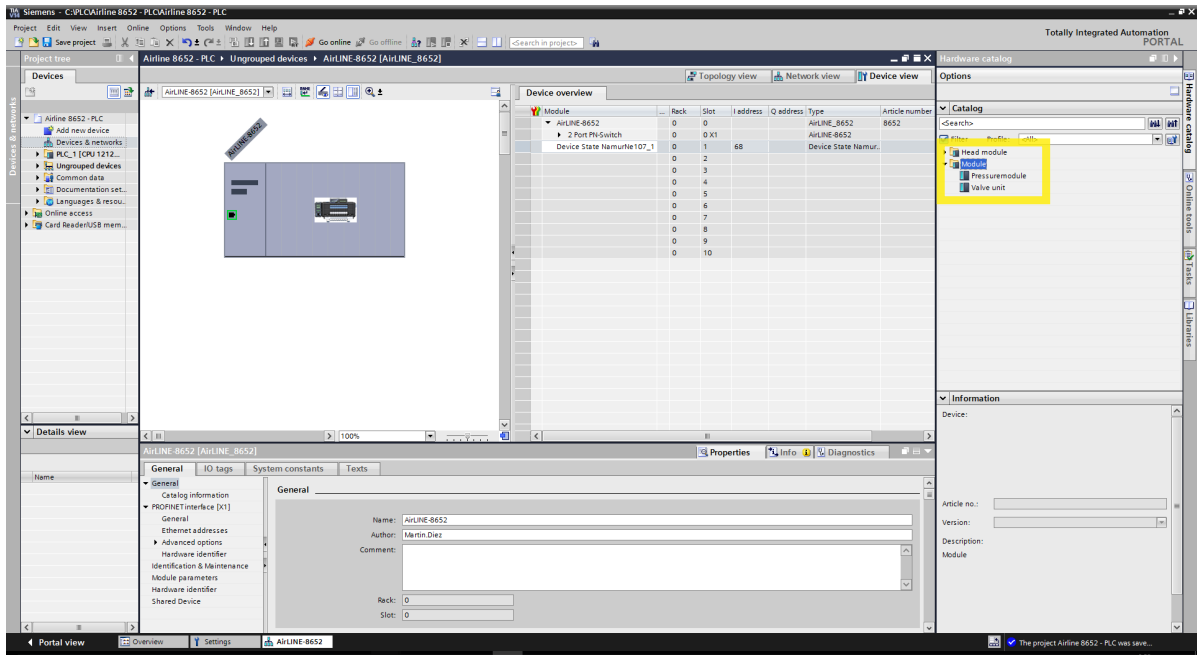 Siemens - C:\PLC\Airline 8652 - PLC\Airline 8652 - PLC
Project Edit View Insert Online Options Tools Window Help
Totally Integrated Automation
PORTAL
Save project Go online Go offline <Search in project>
Project tree
Airline 8652 - PLC Ungrouped devices AirLINE-8652 [AirLINE_8652]
Hardware catalog
Devices
Topology view Network view Device view
Options
AirLINE-8652 [AirLINE_8652]
Device overview
Devices & networks
Airline 8652 - PLC
Add new device
Devices & networks
PLC_1 [CPU 1212...
Ungrouped devices
Common data
Documentation set...
Languages & resou..
Online access
Card Reader/USB mem...
AirLINE-8652
Module ... Rack Slot I address Q address Type Article number
AirLINE-8652 0 0 AirLINE_8652 8652
2 Port PN-Switch 0 0 X1 AirLINE-8652
Device State NamurNe107_1 0 1 68 Device State Namur..
0 2
0 3
0 4
0 5
0 6
0 7
0 8
0 9
0 10
Catalog
<Search>
Filter Profile: <All>
Head module
Module
Pressuremodule
Valve unit
Hardware catalog
Online tools
Tasks
Libraries
Information
Device:
Article no.:
Version:
Description:
Module
100%
Details view
Name
AirLINE-8652 [AirLINE_8652]
Properties Info Diagnostics
General IO tags System constants Texts
General
Catalog information
PROFINET interface [X1]
General
Ethernet addresses
Advanced options
Hardware identifier
Identification & Maintenance
Module parameters
Hardware identifier
Shared Device
General
Name: AirLINE-8652
Author: Martin.Diez
Comment:
Rack: 0
Slot: 0
Portal view Overview Settings AirLINE-8652
The project Airline 8652 - PLC was save...